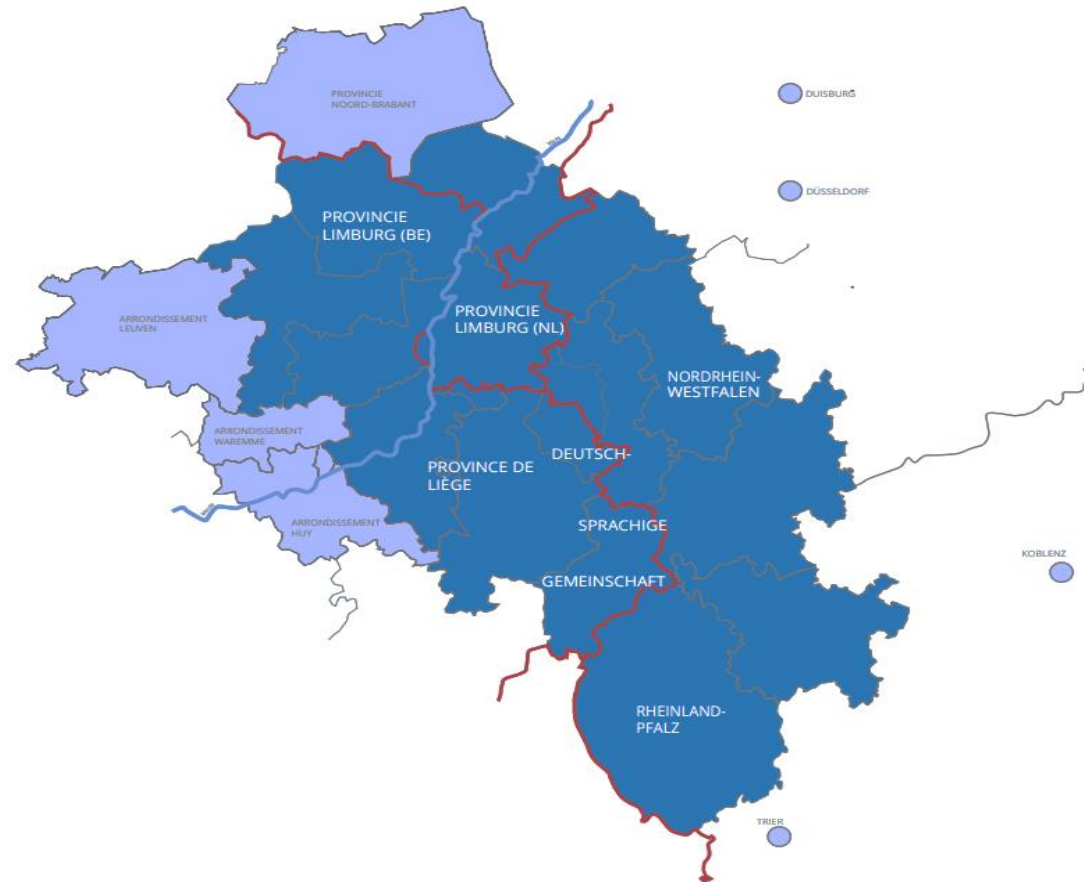 PROVINCIE
NOORD-BRABANT
DUISBURG
DÜSSELDORF
PROVINCIE
LIMBURG (BE)
PROVINCIE
LIMBURG (NL)
ARRONDISSEMENT
LEUVEN
NORDRHEIN-
WESTFALEN
ARRONDISSEMENT
WAREMME
DEUTSCH-
PROVINCE DE
LIÈGE
ARRONDISSEMENT
HUY
SPRACHIGE
KOBLENZ
GEMEINSCHAFT
RHEINLAND-
PFALZ
TRIER